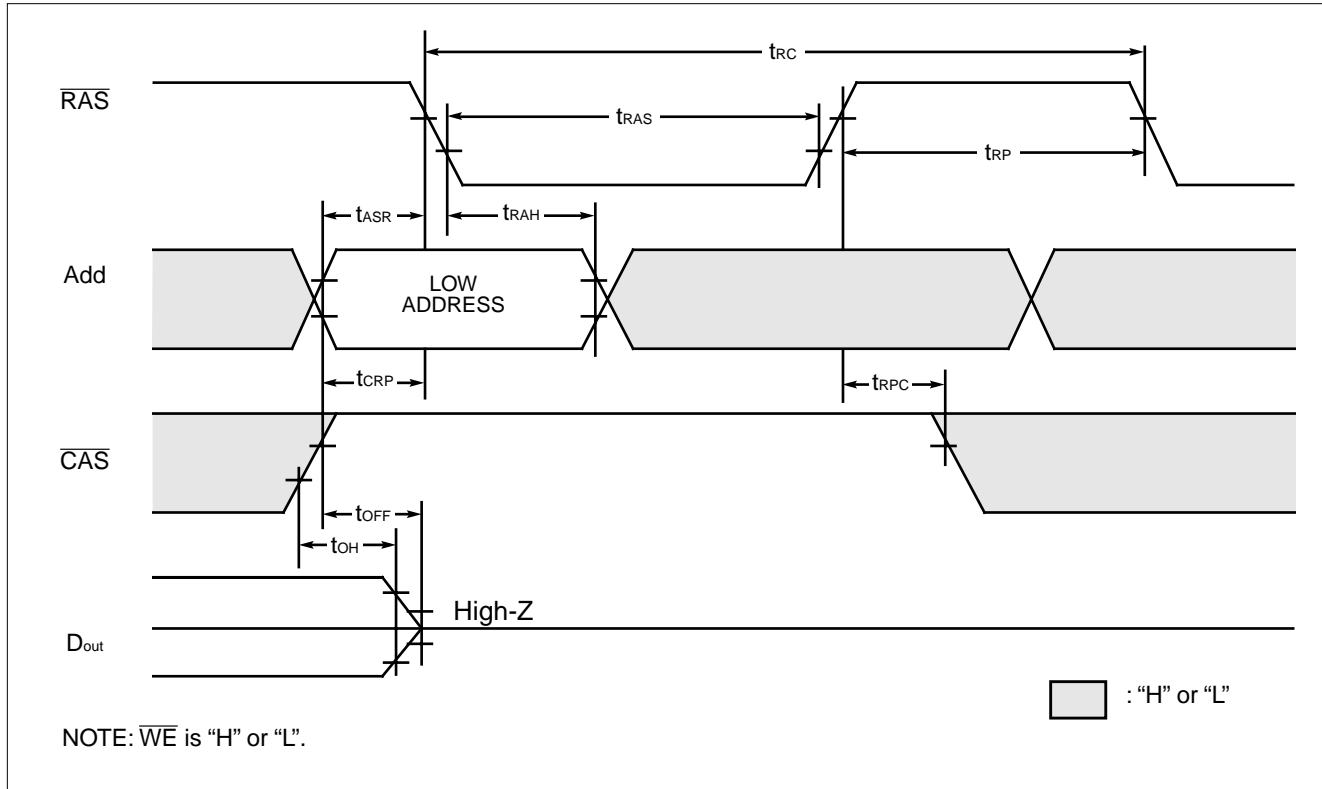 tRC
RAS
tRAS
tRP
tASR
tRAH
Add
LOW
ADDRESS
tCRP
tRPC
CAS
tOFF
tOH
High-Z
Dout
: “H” or “L”
NOTE: WE is “H” or “L”.